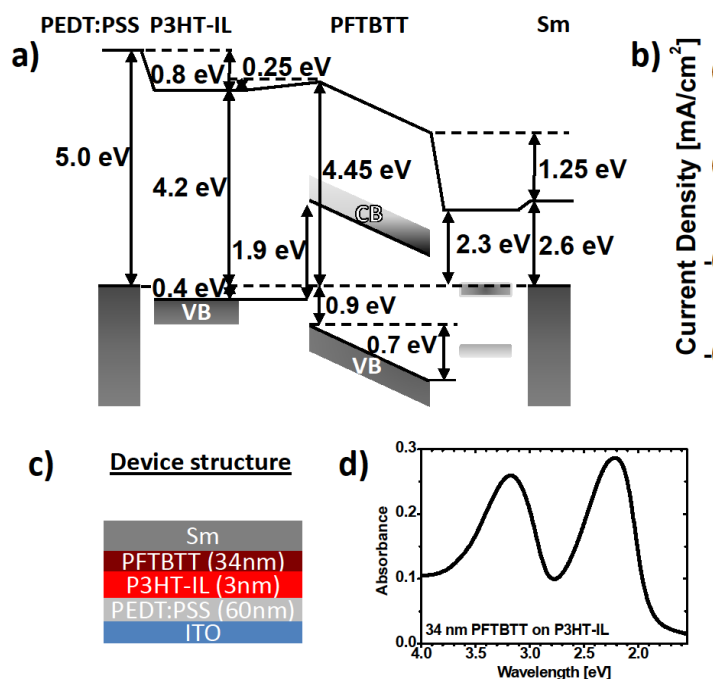 PEDT:PSS P3HT-IL PFTBTT Sm
a)
b)
0.8 eV
0.25 eV
5.0 eV
4.2 eV
4.45 eV
1.25 eV
CB
1.9 eV
2.3 eV
2.6 eV
0.4 eV
VB
0.9 eV
0.7 eV
VB
Current Density [mA/cm²]
c)
Device structure
Sm
PFTBTT (34nm)
P3HT-IL (3nm)
PEDT:PSS (60nm)
ITO
d)
0.3
0.2
0.1
0.0
Absorbance
34 nm PFTBTT on P3HT-IL
4.0 3.5 3.0 2.5 2.0
Wavelength [eV]